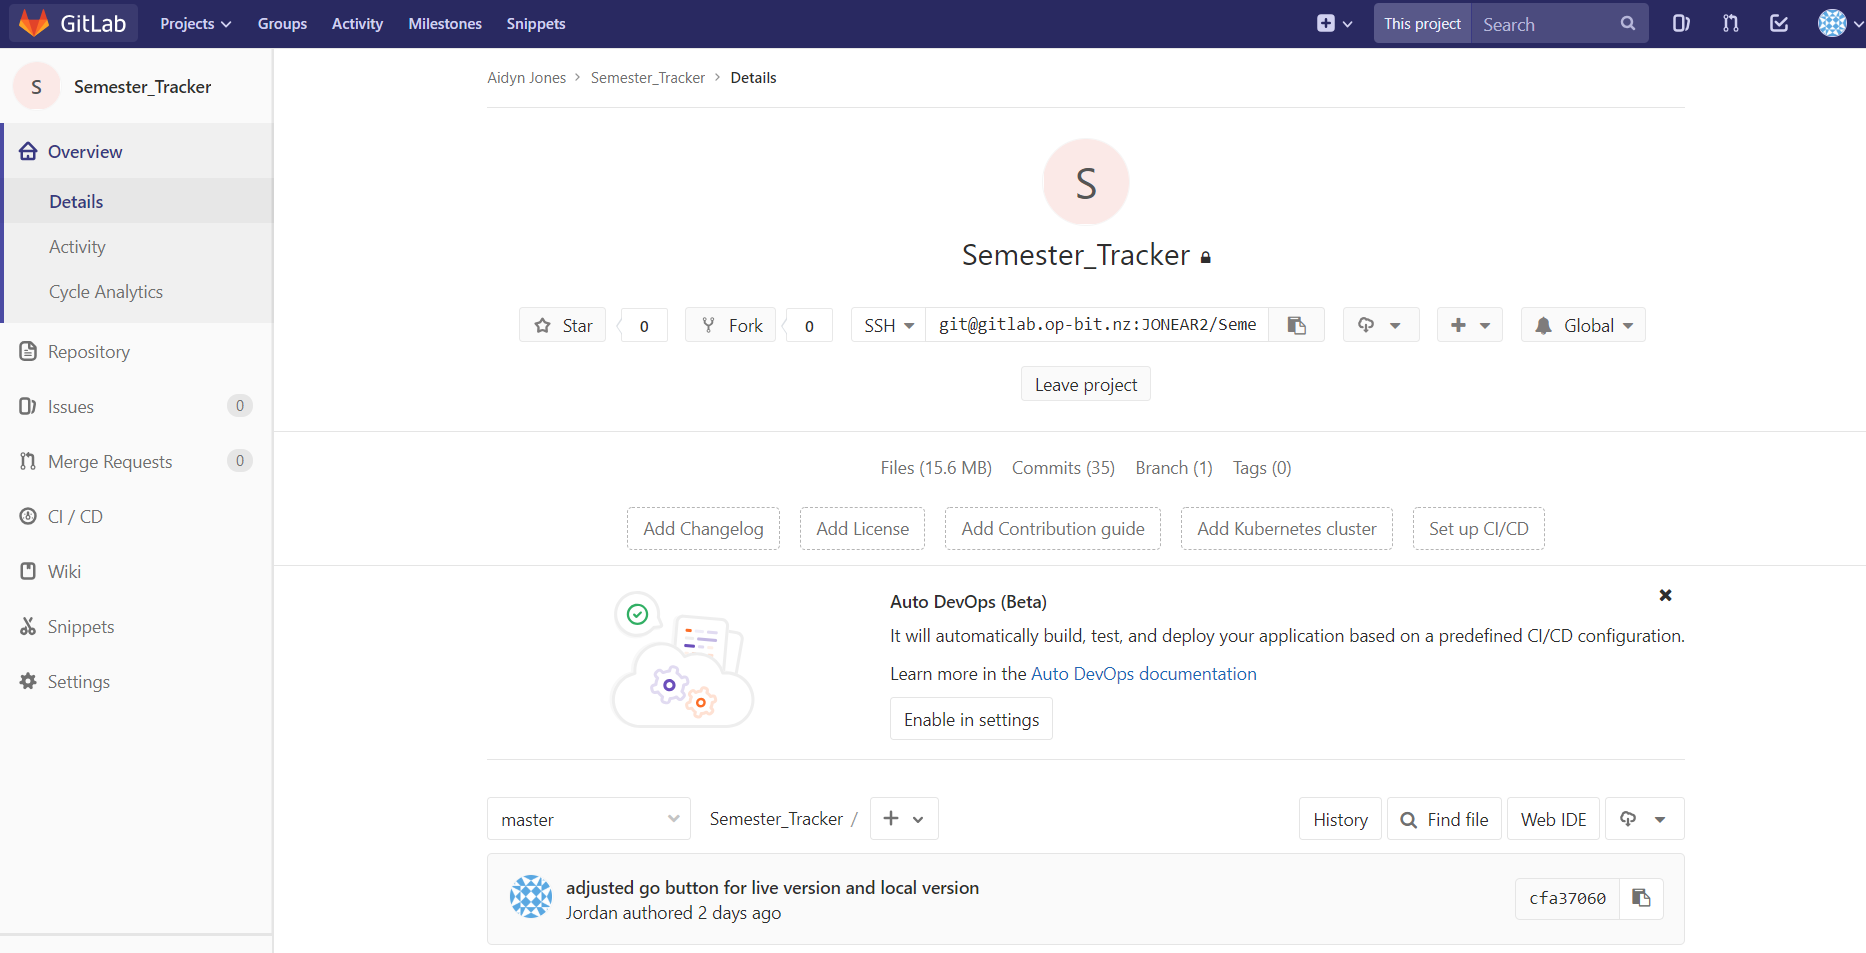 GitLab Projects Groups Activity Milestones Snippets This project Search
S Semester_Tracker
Overview
Details
Activity
Cycle Analytics
Repository
Issues 0
Merge Requests 0
CI / CD
Wiki
Snippets
Settings
Aidyn Jones > Semester_Tracker > Details
S
Semester_Tracker
Star 0 Fork 0 SSH git@gitlab.op-bit.nz:JONEAR2/Seme Global
Leave project
Files (15.6 MB) Commits (35) Branch (1) Tags (0)
Add Changelog Add License Add Contribution guide Add Kubernetes cluster Set up CI/CD
Auto DevOps (Beta)
It will automatically build, test, and deploy your application based on a predefined CI/CD configuration.
Learn more in the Auto DevOps documentation
Enable in settings
master Semester_Tracker / + History Find file Web IDE
adjusted go button for live version and local version
Jordan authored 2 days ago
cfa37060